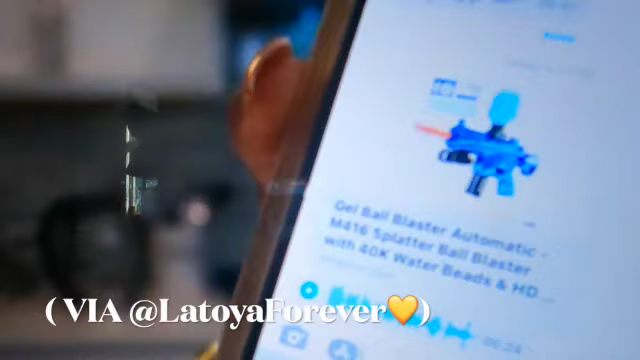 Gel Ball Blaster Automatic -
M416 Splatter Ball Blaster
with 40K Water Beads & HD...
( VIA @LatoyaForever💛)